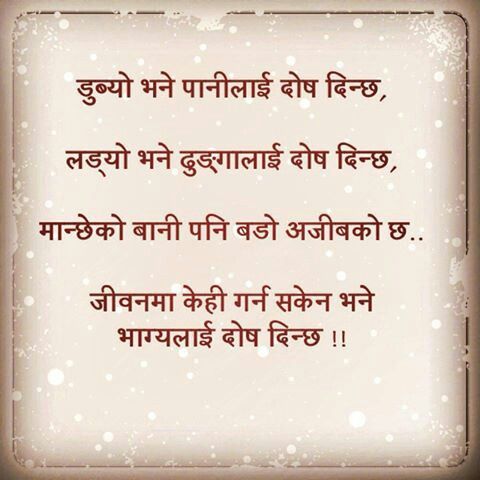 डुब्यो भने पानीलाई दोष दिन्छ,
लड्यो भने ढुङ्गालाई दोष दिन्छ,
मान्छेको बानी पनि बडो अजीबको छ..
जीवनमा केही गर्न सकेन भने
भाग्यलाई दोष दिन्छ !!